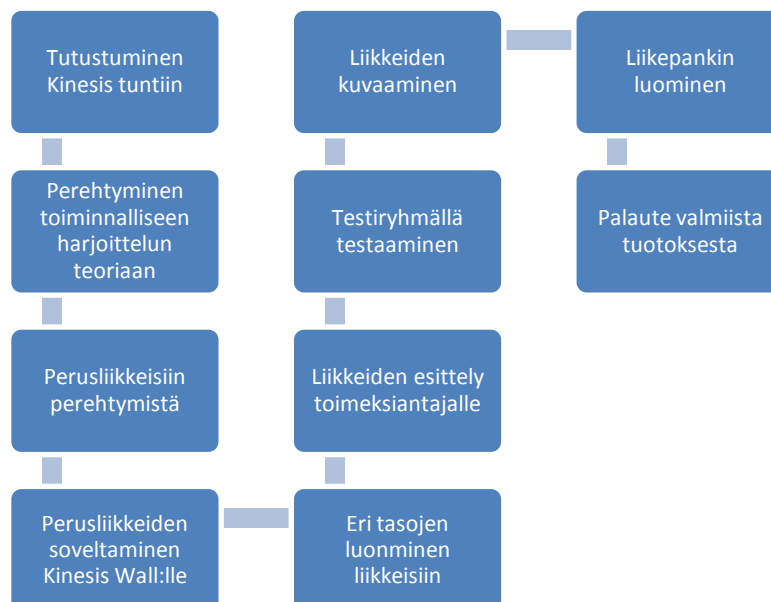 Tutustuminen
Kinesis tuntiin
Perehtyminen
toiminnalliseen
harjoittelun
teoriaan
Perusliikkeisiin
perehtymistä
Perusliikkeiden
soveltaminen
Kinesis Wall:lle
Eri tasojen
luonminen
liikkeisiin
Liikkeiden esittely
toimeksiantajalle
Testiryhmällä
testaaminen
Liikkeiden
kuvaaminen
Liikepankin
luominen
Palaute valmiista
tuotoksesta